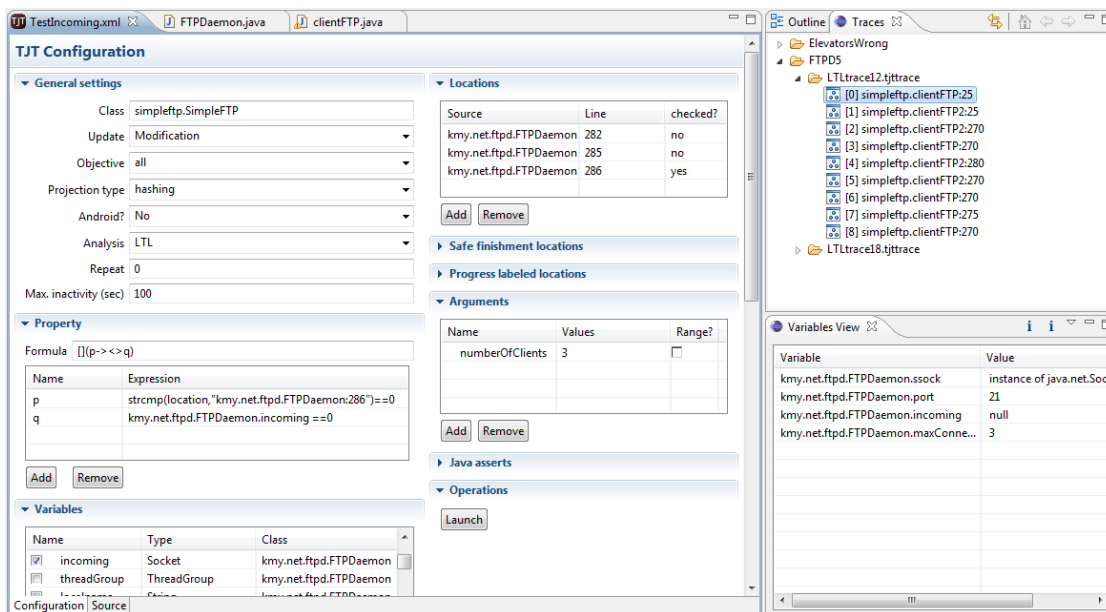 TestIncoming.xml FTPDaemon.java clientFTP.java
TJT Configuration
General settings
Class simpleftp.SimpleFTP
Update Modification
Objective all
Projection type hashing
Android? No
Analysis LTL
Repeat 0
Max. inactivity (sec) 100
Property
Formula [](p-><>q)
Name Expression
p strcmp(location,"kmy.net.ftpd.FTPDaemon:286")==0
q kmy.net.ftpd.FTPDaemon.incoming ==0
Add Remove
Variables
Name Type Class
incoming Socket kmy.net.ftpd.FTPDaemon
threadGroup ThreadGroup kmy.net.ftpd.FTPDaemon
Configuration Source
Locations
Source Line checked?
kmy.net.ftpd.FTPDaemon 282 no
kmy.net.ftpd.FTPDaemon 285 no
kmy.net.ftpd.FTPDaemon 286 yes
Add Remove
Safe finishment locations
Progress labeled locations
Arguments
Name Values Range?
numberOfClients 3
Add Remove
Java asserts
Operations
Launch
Outline Traces
ElevatorsWrong
FTPD5
LTLtrace12.tjttrace
[0] simpleftp.clientFTP:25
[1] simpleftp.clientFTP2:25
[2] simpleftp.clientFTP2:270
[3] simpleftp.clientFTP:270
[4] simpleftp.clientFTP2:280
[5] simpleftp.clientFTP2:270
[6] simpleftp.clientFTP:270
[7] simpleftp.clientFTP:275
[8] simpleftp.clientFTP:270
LTLtrace18.tjttrace
Variables View
Variable Value
kmy.net.ftpd.FTPDaemon.ssock instance of java.net.Soc
kmy.net.ftpd.FTPDaemon.port 21
kmy.net.ftpd.FTPDaemon.incoming null
kmy.net.ftpd.FTPDaemon.maxConne... 3